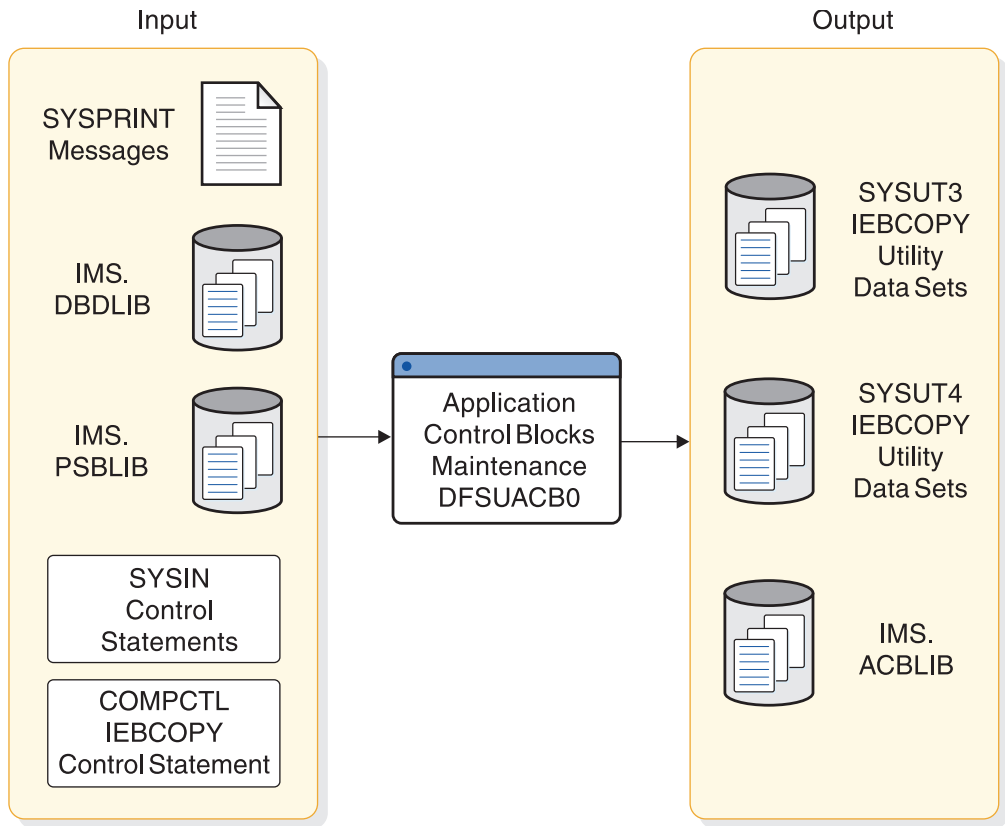 Input
SYSPRINT
Messages
IMS.
DBDLIB
IMS.
PSBLIB
SYSIN
Control
Statements
COMPCTL
IEBCOPY
Control Statement
Application
Control Blocks
Maintenance
DFSUACB0
Output
SYSUT3
IEBCOPY
Utility
Data Sets
SYSUT4
IEBCOPY
Utility
Data Sets
IMS.
ACBLIB